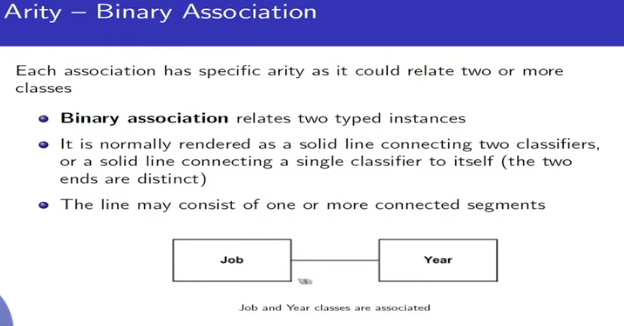 Arity – Binary Association
Each association has specific arity as it could relate two or more
classes
Binary association relates two typed instances
It is normally rendered as a solid line connecting two classifiers,
or a solid line connecting a single classifier to itself (the two
ends are distinct)
The line may consist of one or more connected segments
Job
Year
Job and Year classes are associated